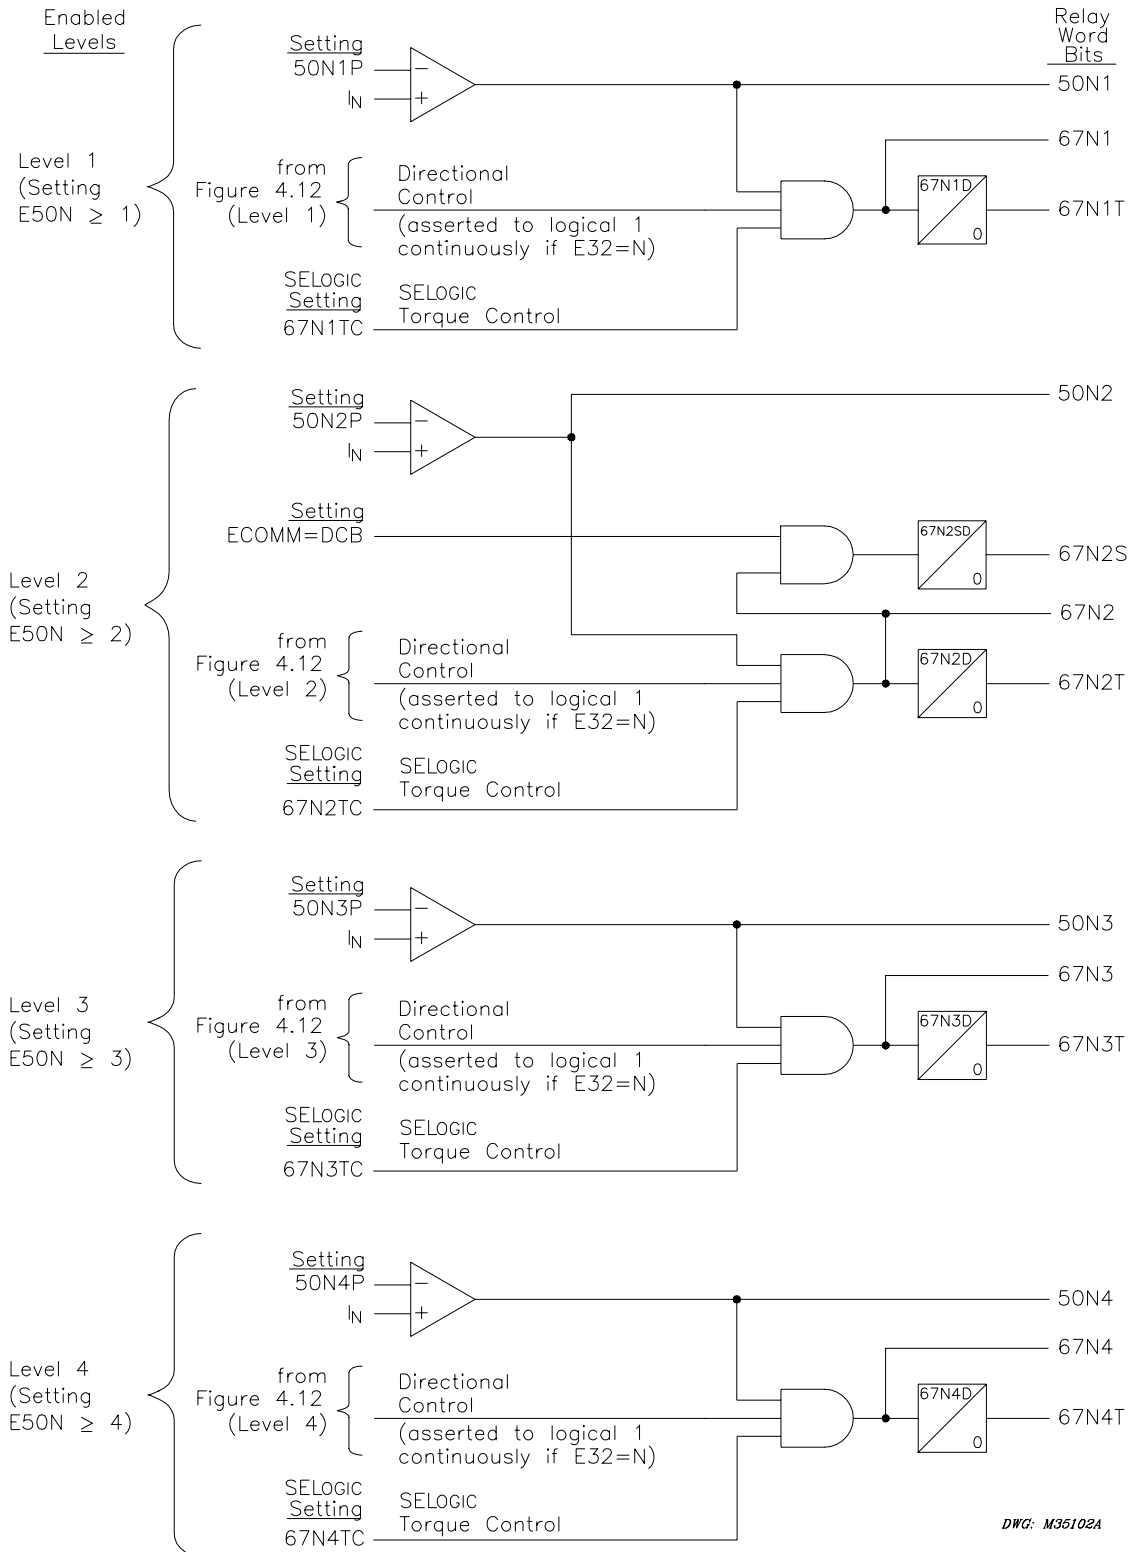 Enabled
Levels
Relay
Word
Bits
Level 1
(Setting
E50N ≥ 1)
Setting
50N1P
IN
−
+
50N1
from
Figure 4.12
(Level 1)
Directional
Control
(asserted to logical 1
continuously if E32=N)
SELOGIC
Setting
67N1TC
SELOGIC
Torque Control
67N1
67N1D
0
67N1T
Level 2
(Setting
E50N ≥ 2)
Setting
50N2P
IN
−
+
50N2
Setting
ECOMM=DCB
67N2SD
0
67N2S
67N2
from
Figure 4.12
(Level 2)
Directional
Control
(asserted to logical 1
continuously if E32=N)
67N2D
0
67N2T
SELOGIC
Setting
67N2TC
SELOGIC
Torque Control
Level 3
(Setting
E50N ≥ 3)
Setting
50N3P
IN
−
+
50N3
67N3
from
Figure 4.12
(Level 3)
Directional
Control
(asserted to logical 1
continuously if E32=N)
67N3D
0
67N3T
SELOGIC
Setting
67N3TC
SELOGIC
Torque Control
Level 4
(Setting
E50N ≥ 4)
Setting
50N4P
IN
−
+
50N4
67N4
from
Figure 4.12
(Level 4)
Directional
Control
(asserted to logical 1
continuously if E32=N)
67N4D
0
67N4T
SELOGIC
Setting
67N4TC
SELOGIC
Torque Control
DWG: M35102A